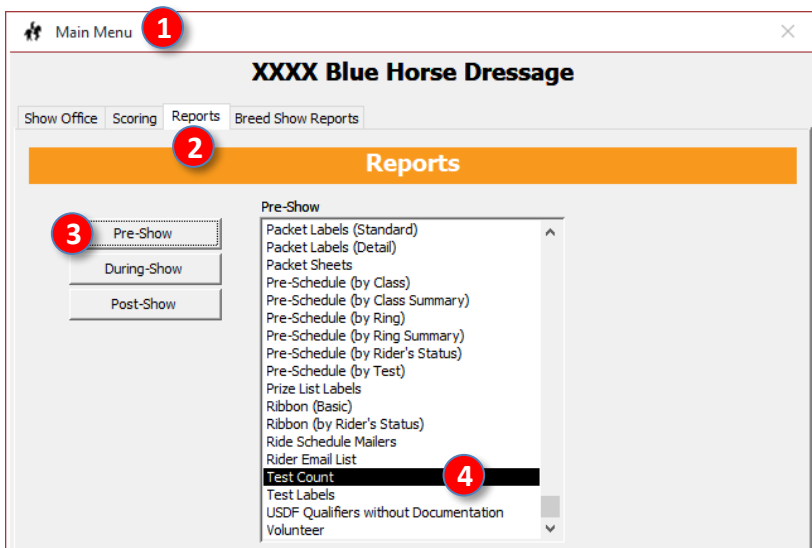 Main Menu 1
XXXX Blue Horse Dressage
Show Office Scoring Reports Breed Show Reports
2
Reports
Pre-Show
3 Pre-Show
During-Show
Post-Show
Packet Labels (Standard)
Packet Labels (Detail)
Packet Sheets
Pre-Schedule (by Class)
Pre-Schedule (by Class Summary)
Pre-Schedule (by Ring)
Pre-Schedule (by Ring Summary)
Pre-Schedule (by Rider's Status)
Pre-Schedule (by Test)
Prize List Labels
Ribbon (Basic)
Ribbon (by Rider's Status)
Ride Schedule Mailers
Rider Email List
Test Count 4
Test Labels
USDF Qualifiers without Documentation
Volunteer